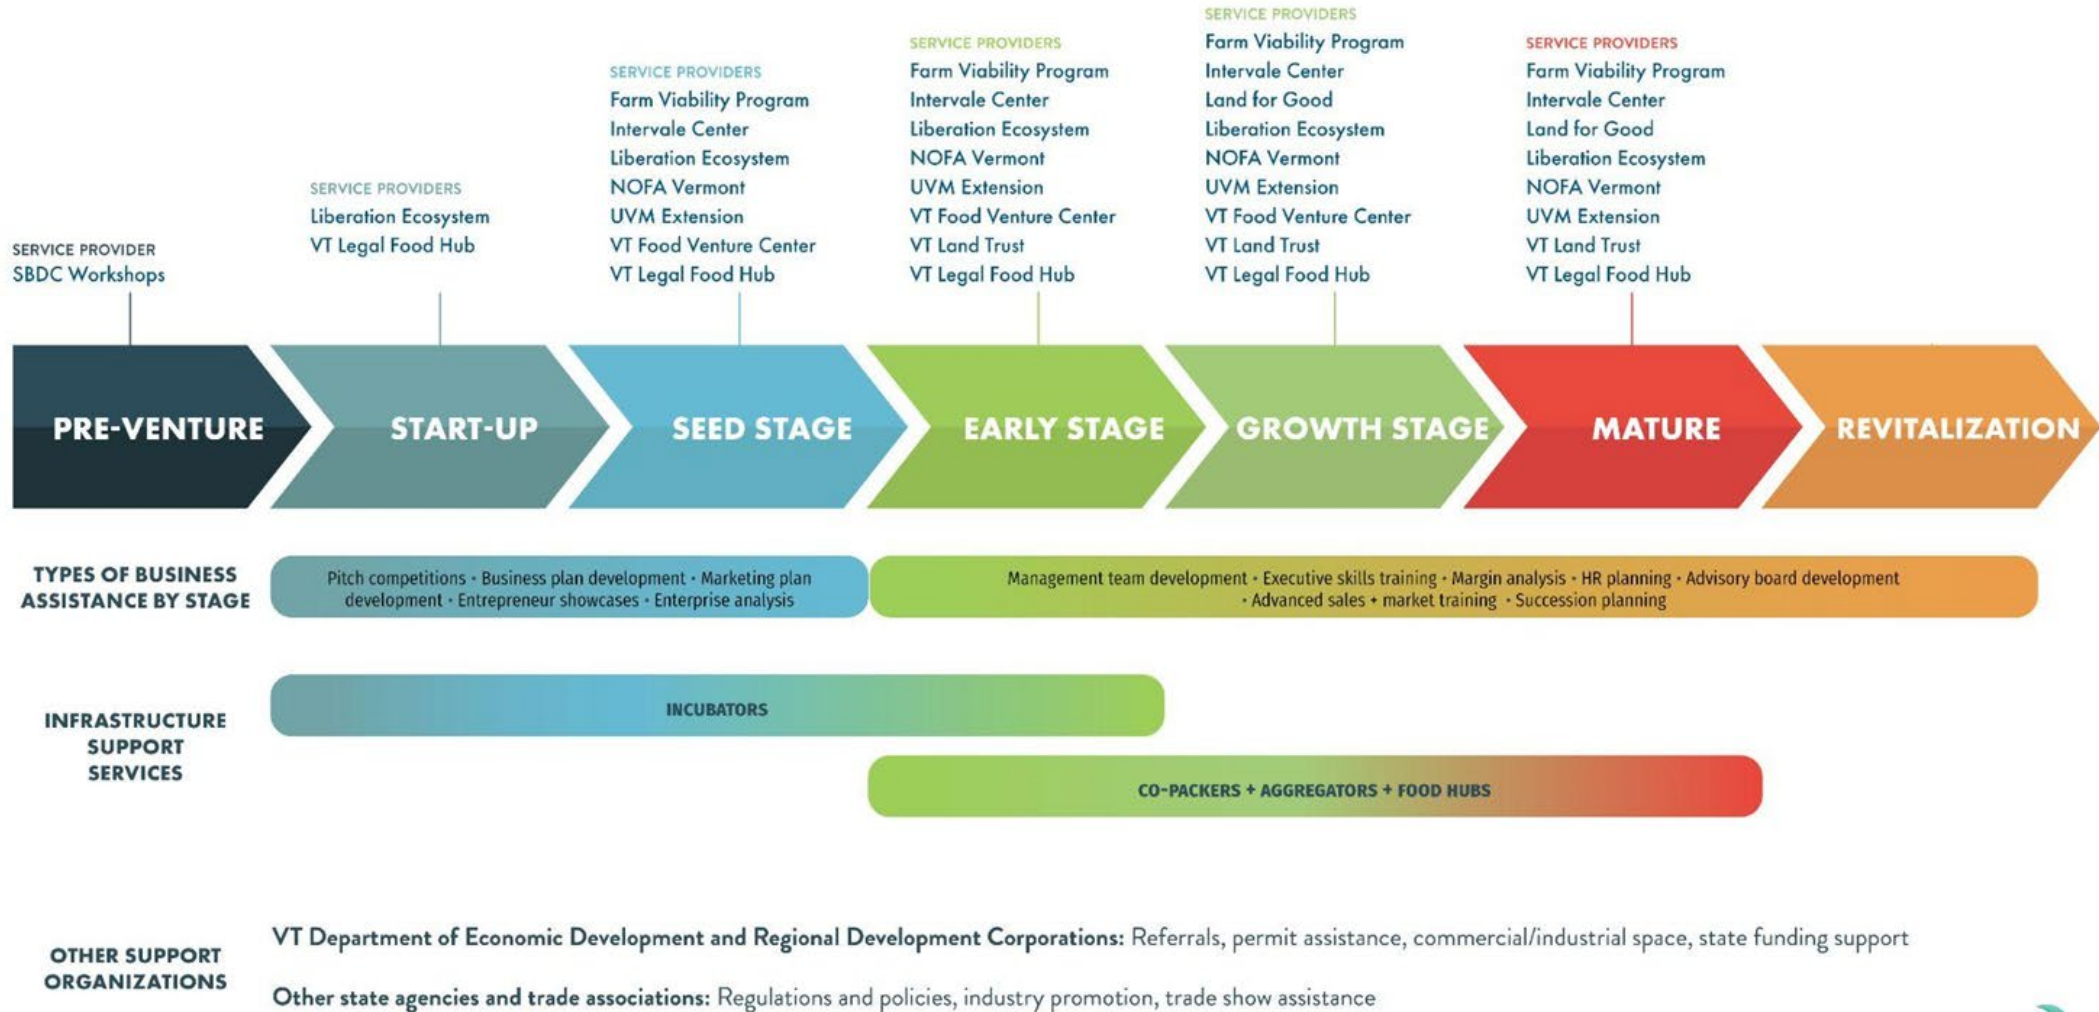 SERVICE PROVIDER
SBDC Workshops
SERVICE PROVIDERS
Liberation Ecosystem
VT Legal Food Hub
SERVICE PROVIDERS
Farm Viability Program
Intervale Center
Liberation Ecosystem
NOFA Vermont
UVM Extension
VT Food Venture Center
VT Legal Food Hub
SERVICE PROVIDERS
Farm Viability Program
Intervale Center
Liberation Ecosystem
NOFA Vermont
UVM Extension
VT Food Venture Center
VT Land Trust
VT Legal Food Hub
SERVICE PROVIDERS
Farm Viability Program
Intervale Center
Land for Good
Liberation Ecosystem
NOFA Vermont
UVM Extension
VT Food Venture Center
VT Land Trust
VT Legal Food Hub
SERVICE PROVIDERS
Farm Viability Program
Intervale Center
Land for Good
Liberation Ecosystem
NOFA Vermont
UVM Extension
VT Land Trust
VT Legal Food Hub
PRE-VENTURE
START-UP
SEED STAGE
EARLY STAGE
GROWTH STAGE
MATURE
REVITALIZATION
TYPES OF BUSINESS
ASSISTANCE BY STAGE
Pitch competitions • Business plan development • Marketing plan
development • Entrepreneur showcases • Enterprise analysis
Management team development • Executive skills training • Margin analysis • HR planning • Advisory board development
• Advanced sales + market training • Succession planning
INFRASTRUCTURE
SUPPORT
SERVICES
INCUBATORS
CO-PACKERS + AGGREGATORS + FOOD HUBS
OTHER SUPPORT
ORGANIZATIONS
VT Department of Economic Development and Regional Development Corporations: Referrals, permit assistance, commercial/industrial space, state funding support
Other state agencies and trade associations: Regulations and policies, industry promotion, trade show assistance